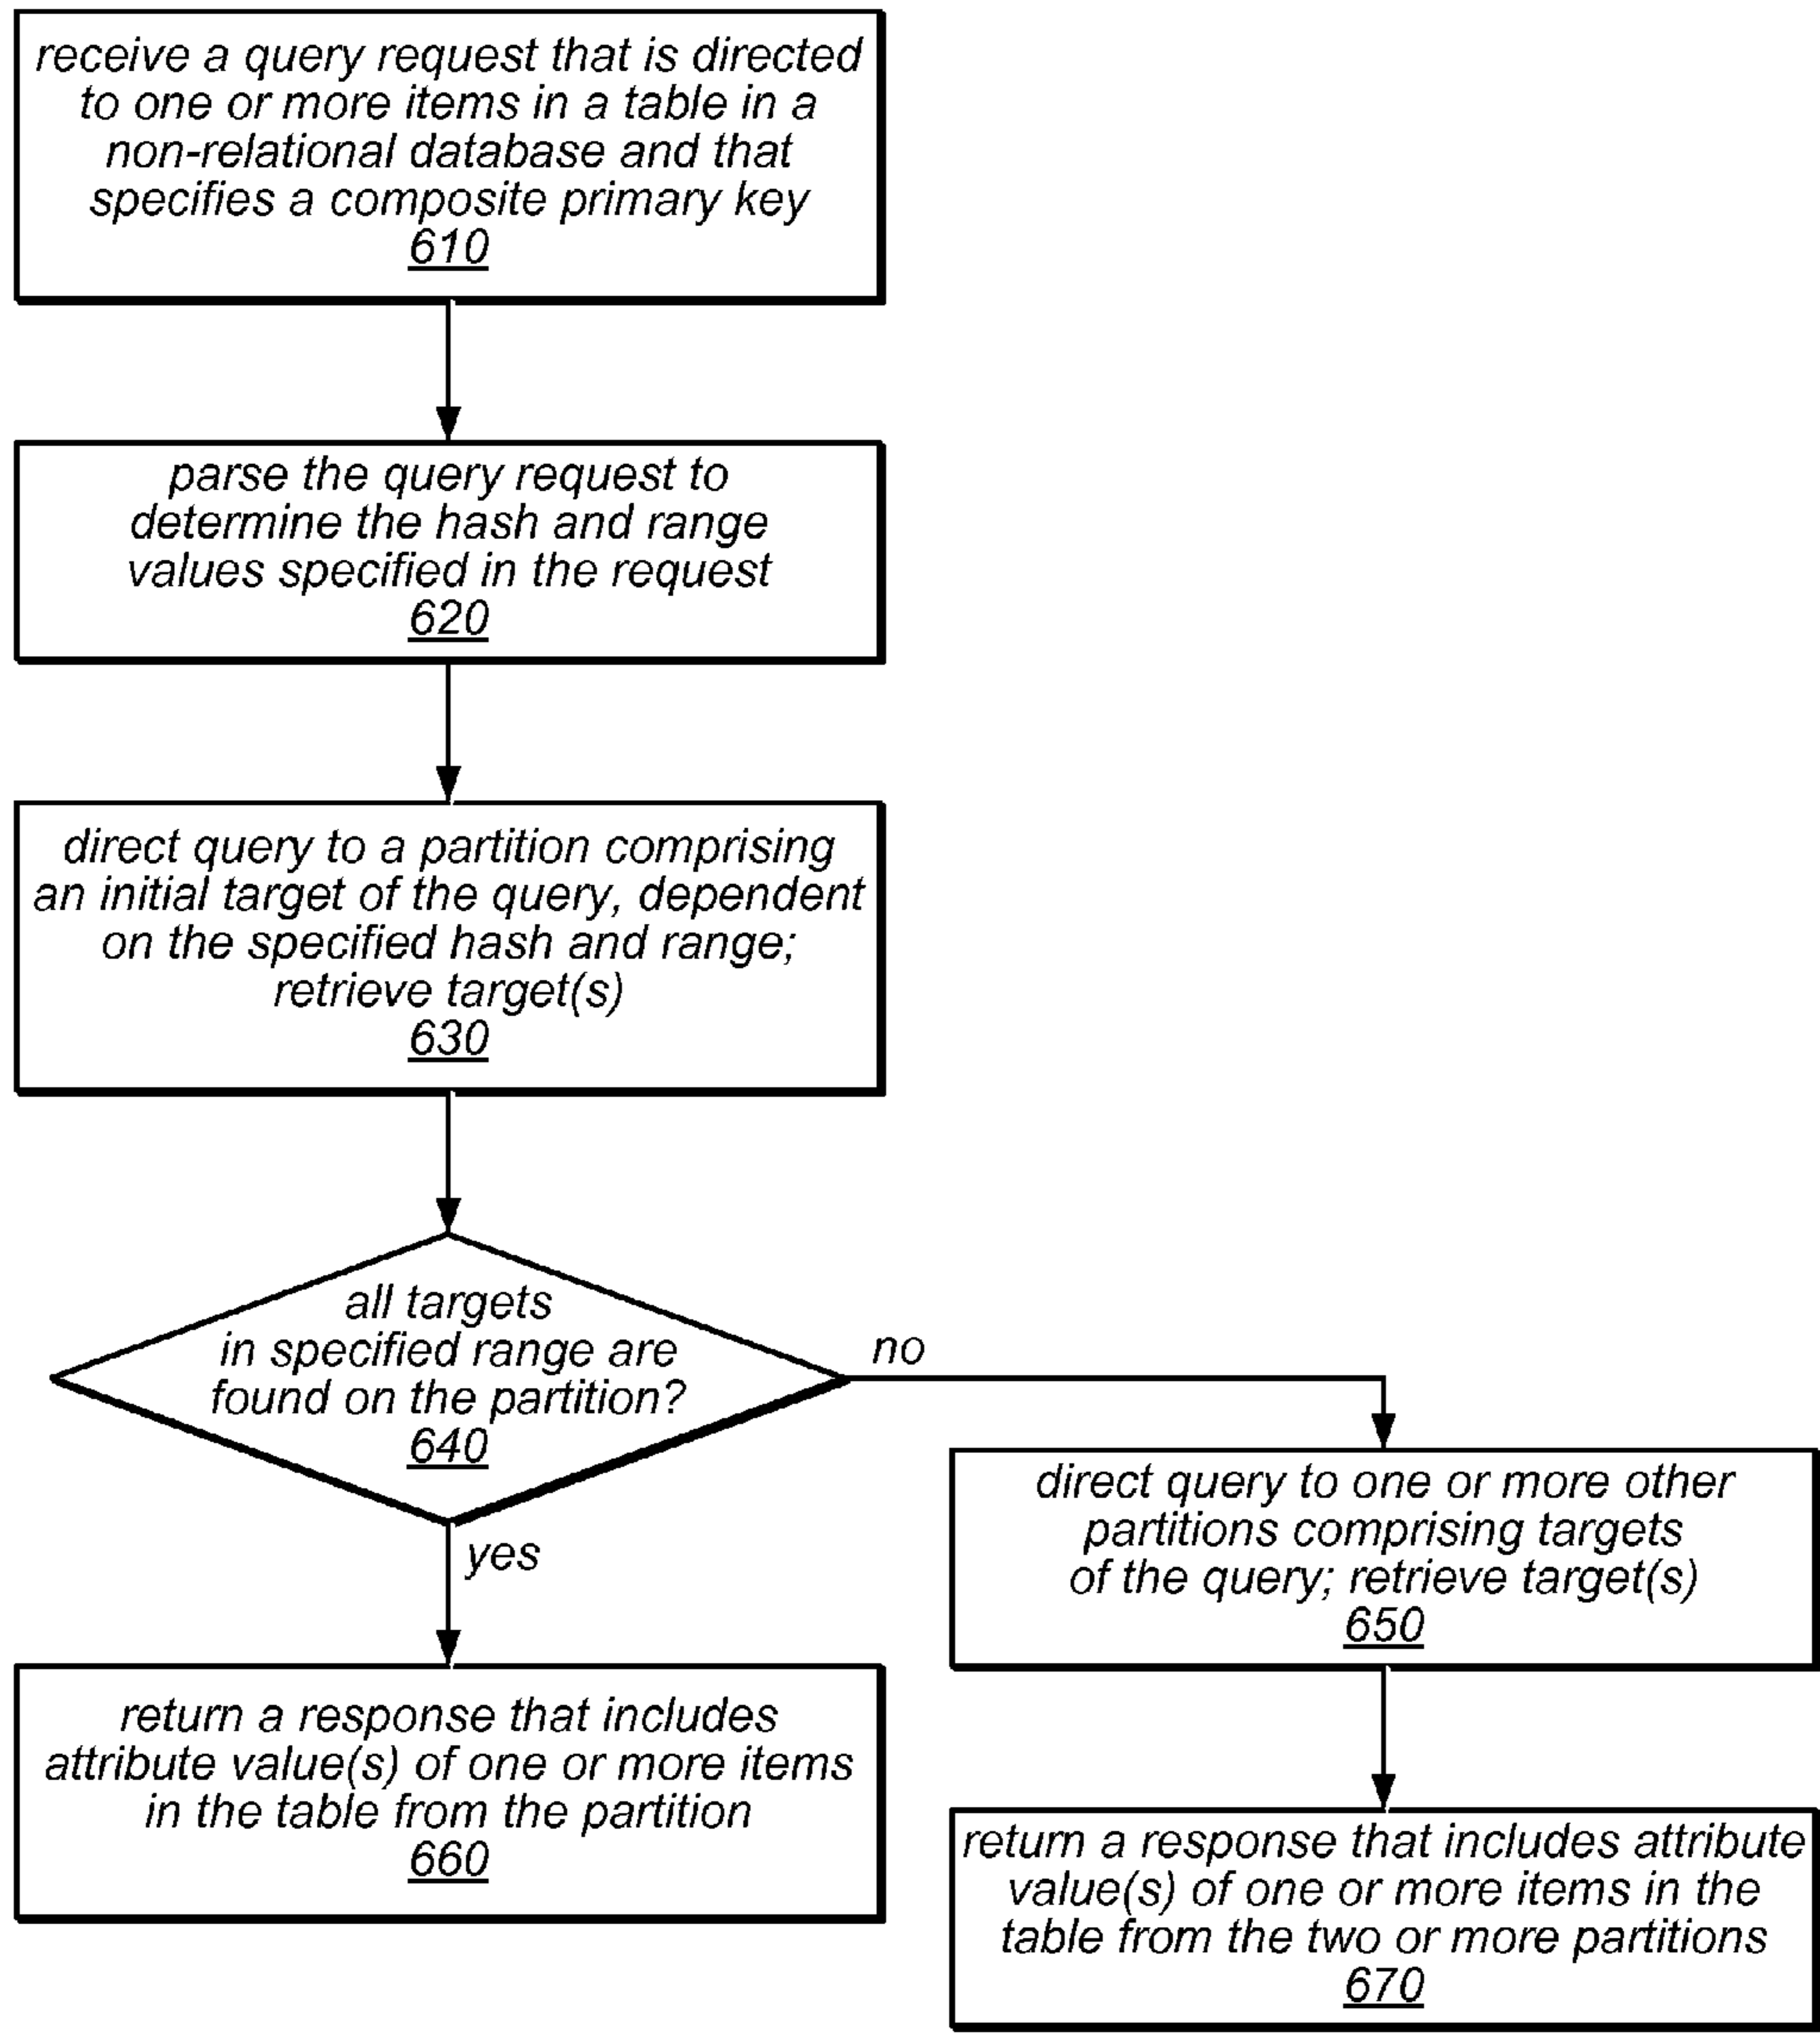 receive a query request that is directed
to one or more items in a table in a
non-relational database and that
specifies a composite primary key
610
parse the query request to
determine the hash and range
values specified in the request
620
direct query to a partition comprising
an initial target of the query, dependent
on the specified hash and range;
retrieve target(s)
630
all targets
in specified range are
found on the partition?
640
no
yes
direct query to one or more other
partitions comprising targets
of the query; retrieve target(s)
650
return a response that includes
attribute value(s) of one or more items
in the table from the partition
660
return a response that includes attribute
value(s) of one or more items in the
table from the two or more partitions
670